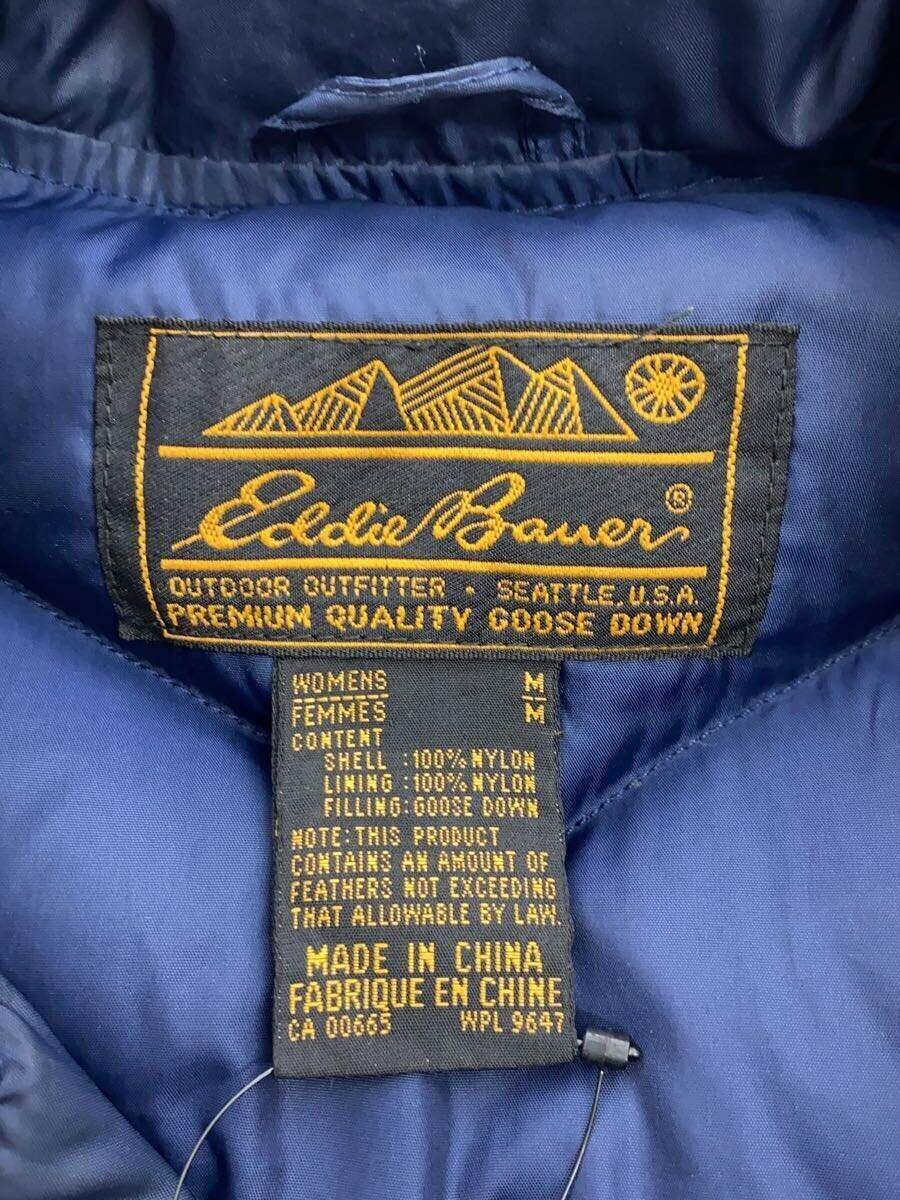 Eddie Bauer ®
OUTDOOR OUTFITTER · SEATTLE, U.S.A.
PREMIUM QUALITY GOOSE DOWN
WOMENS M
FEMMES M
CONTENT
SHELL :100% NYLON
LINING :100% NYLON
FILLING:GOOSE DOWN
NOTE:THIS PRODUCT
CONTAINS AN AMOUNT OF
FEATHERS NOT EXCEEDING
THAT ALLOWABLE BY LAW.
MADE IN CHINA
FABRIQUE EN CHINE
CA 00665 WPL 9647